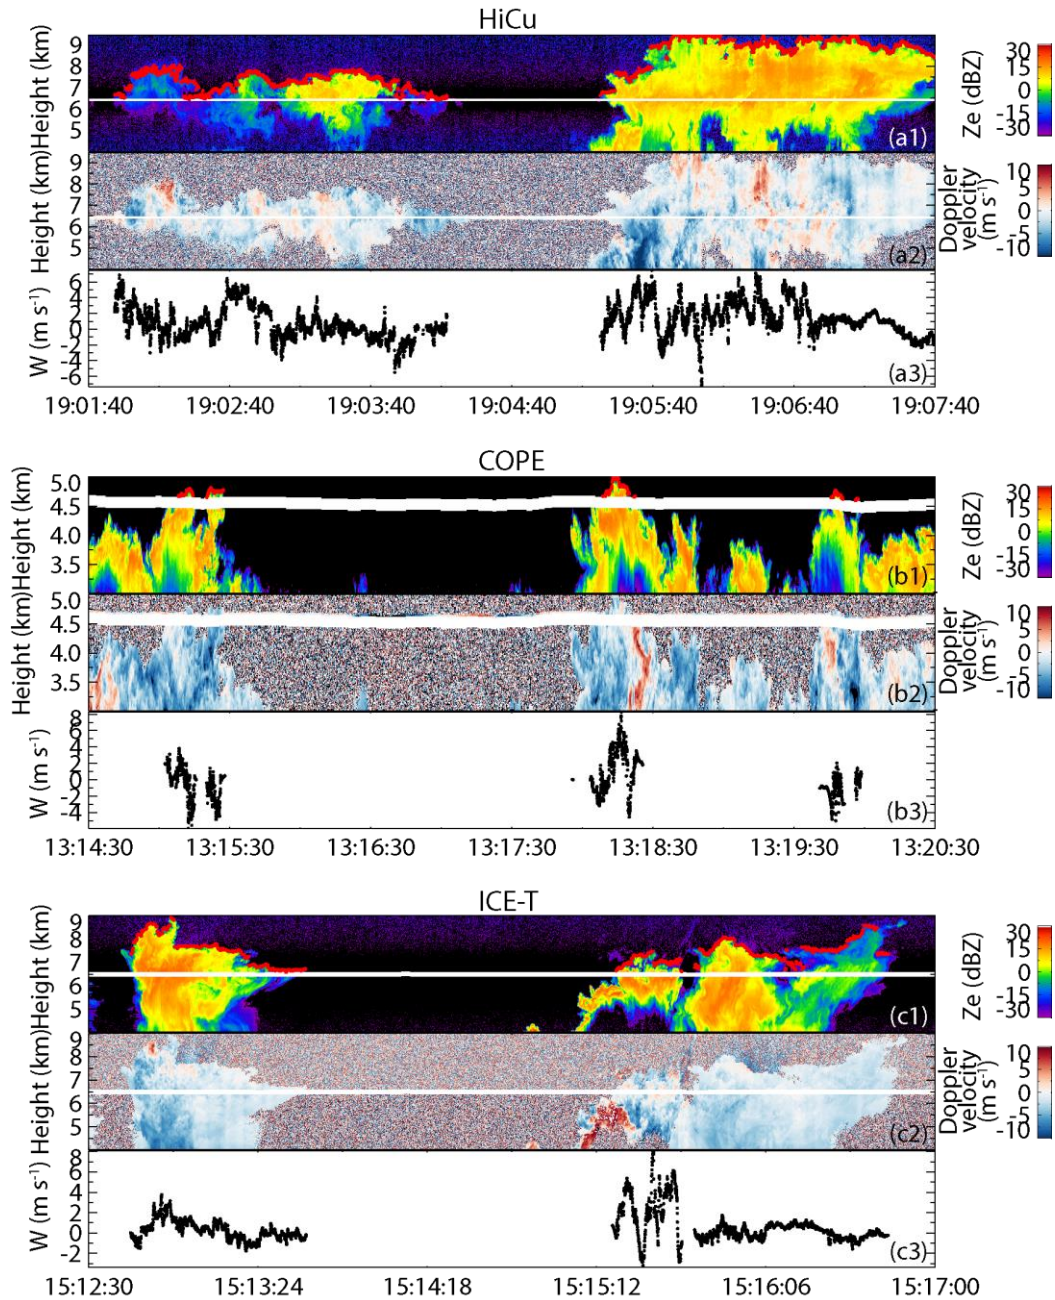 HiCu
Height (km)
9
8
7
6
5
(a1)
Ze (dBZ)
30
15
0
-15
-30
Height (km)
9
8
7
6
5
(a2)
Doppler
velocity
(m s⁻¹)
10
5
0
-5
-10
W (m s⁻¹)
6
4
2
0
-2
-4
-6
(a3)
19:01:40 19:02:40 19:03:40 19:04:40 19:05:40 19:06:40 19:07:40
COPE
Height (km)
5.0
4.5
4.0
3.5
(b1)
Ze (dBZ)
30
15
0
-15
-30
Height (km)
5.0
4.5
4.0
3.5
(b2)
Doppler
velocity
(m s⁻¹)
10
5
0
-5
-10
W (m s⁻¹)
8
6
4
2
0
-2
-4
(b3)
13:14:30 13:15:30 13:16:30 13:17:30 13:18:30 13:19:30 13:20:30
ICE-T
Height (km)
9
8
7
6
5
(c1)
Ze (dBZ)
30
15
0
-15
-30
Height (km)
9
8
7
6
5
(c2)
Doppler
velocity
(m s⁻¹)
10
5
0
-5
-10
W (m s⁻¹)
8
6
4
2
0
-2
(c3)
15:12:30 15:13:24 15:14:18 15:15:12 15:16:06 15:17:00